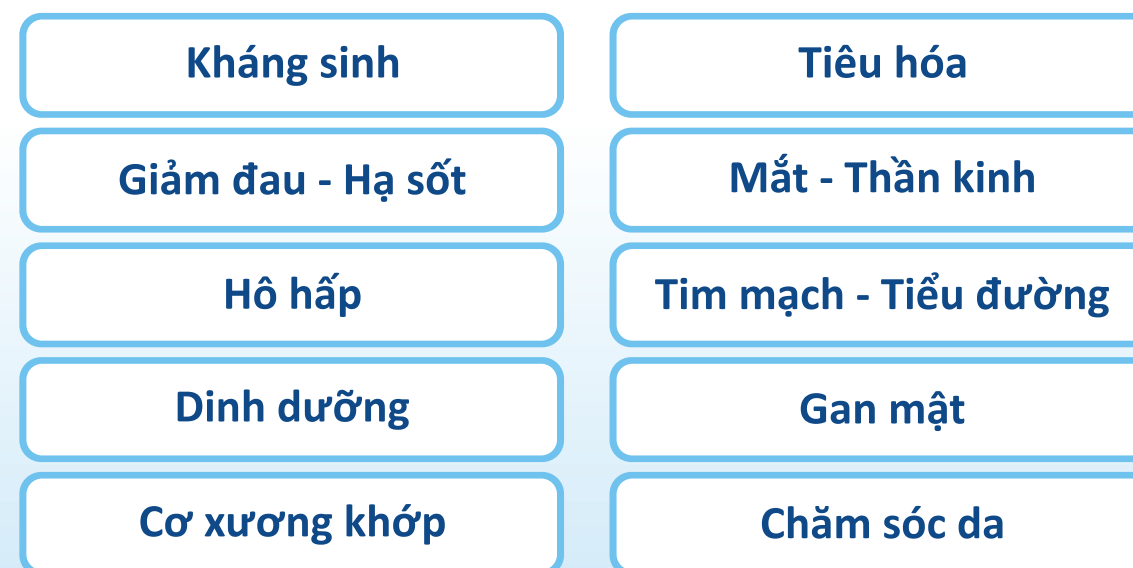 Kháng sinh
Tiêu hóa
Giảm đau - Hạ sốt
Mắt - Thần kinh
Hô hấp
Tim mạch - Tiểu đường
Dinh dưỡng
Gan mật
Cơ xương khớp
Chăm sóc da